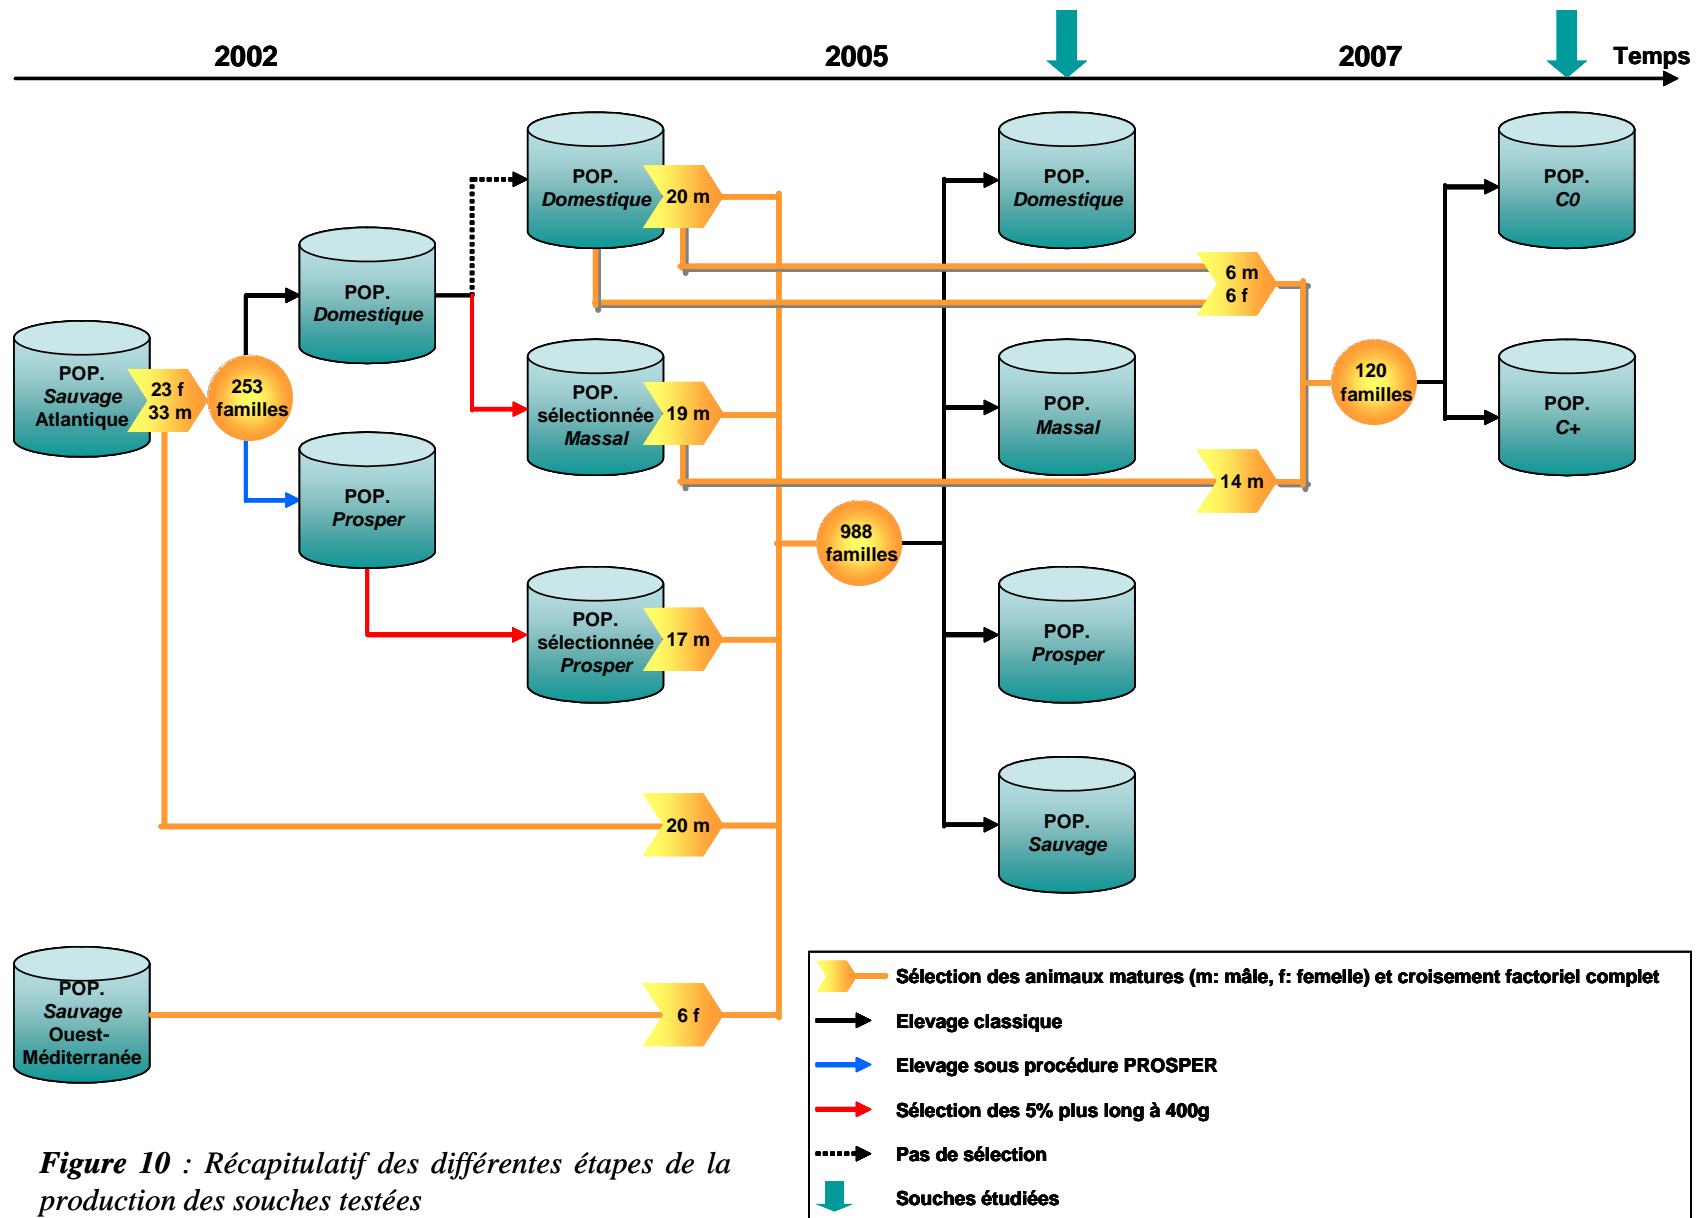 2002
2005
2007
Temps
POP.
Domestique
20 m
POP.
Domestique
POP.
C0
POP.
Domestique
6 m
6 f
POP.
Sauvage
Atlantique
23 f
33 m
253
familles
POP.
sélectionnée
Massal
19 m
POP.
Massal
120
familles
POP.
C+
POP.
Prosper
14 m
988
familles
POP.
sélectionnée
Prosper
17 m
POP.
Prosper
20 m
POP.
Sauvage
POP.
Sauvage
Ouest-
Méditerranée
6 f
Sélection des animaux matures (m: mâle, f: femelle) et croisement factoriel complet
Elevage classique
Elevage sous procédure PROSPER
Sélection des 5% plus long à 400g
Pas de sélection
Souches étudiées
Figure 10 : Récapitulatif des différentes étapes de la
production des souches testées